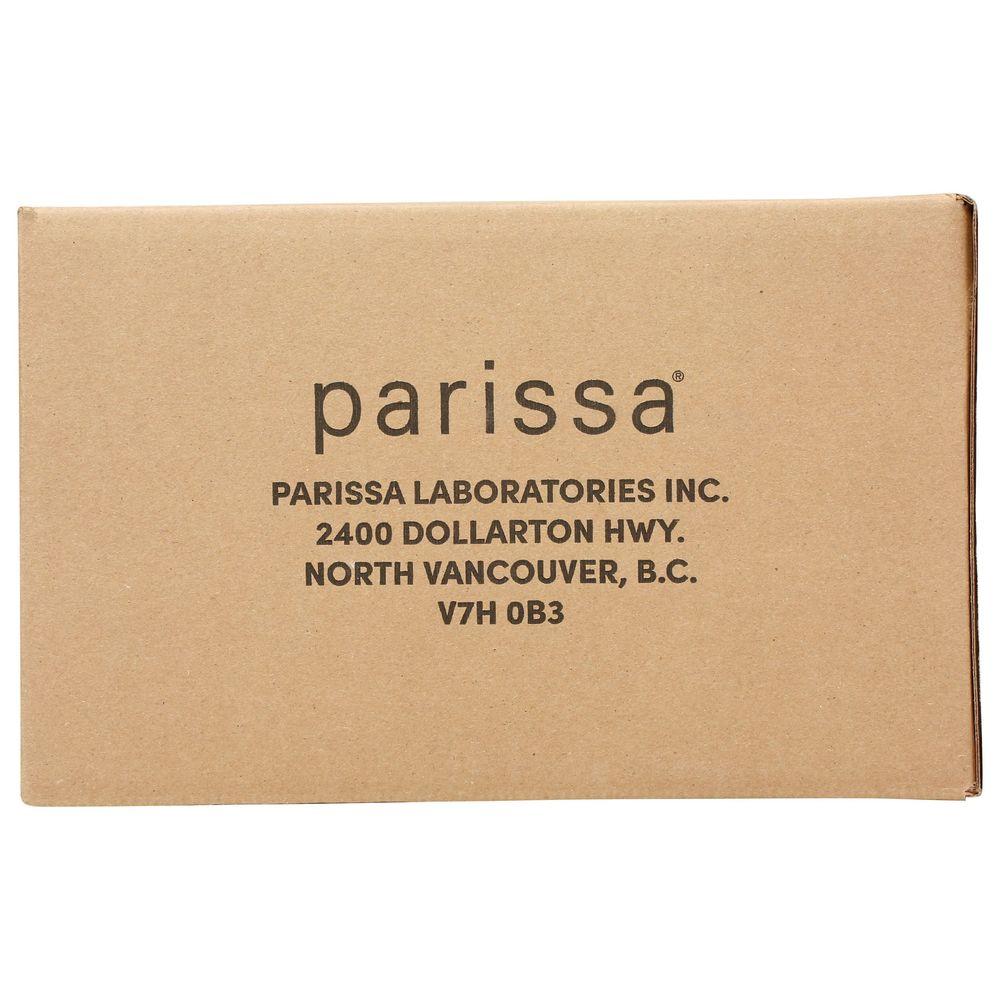 parissa®
PARISSA LABORATORIES INC.
2400 DOLLARTON HWY.
NORTH VANCOUVER, B.C.
V7H 0B3